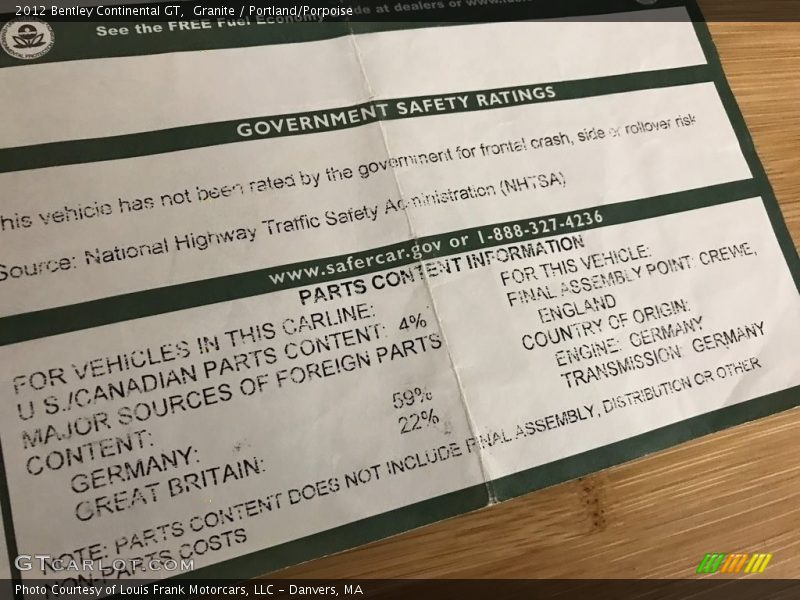 2012 Bentley Continental GT, Granite / Portland/Porpoise
See the FREE Fuel Economy de at dealers or www.
GOVERNMENT SAFETY RATINGS
his vehicle has not been rated by the government for frontal crash, side or rollover risk
Source: National Highway Traffic Safety Administration (NHTSA)
www.safercar.gov or 1-888-327-4236
PARTS CONTENT INFORMATION
FOR VEHICLES IN THIS CARLINE:
U.S./CANADIAN PARTS CONTENT: 4%
MAJOR SOURCES OF FOREIGN PARTS
CONTENT:
GERMANY: 59%
GREAT BRITAIN: 22%
FOR THIS VEHICLE:
FINAL ASSEMBLY POINT: CREWE,
ENGLAND
COUNTRY OF ORIGIN:
ENGINE: GERMANY
TRANSMISSION: GERMANY
NOTE: PARTS CONTENT DOES NOT INCLUDE FINAL ASSEMBLY, DISTRIBUTION OR OTHER
NON-PARTS COSTS
GTCARLOT.COM
Photo Courtesy of Louis Frank Motorcars, LLC - Danvers, MA